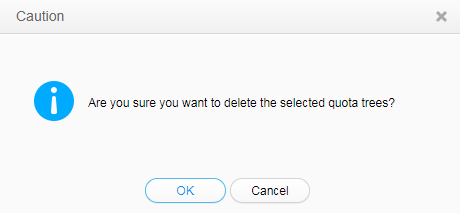 Caution
Are you sure you want to delete the selected quota trees?
OK
Cancel